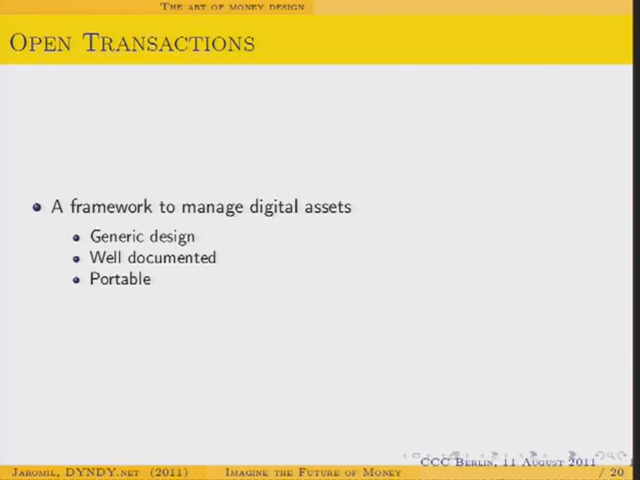 The art of money design
Open Transactions
A framework to manage digital assets
Generic design
Well documented
Portable
CCC Berlin, 11 August 2011
Jaromil, DYNDY.net (2011) Imagine the Future of Money / 20